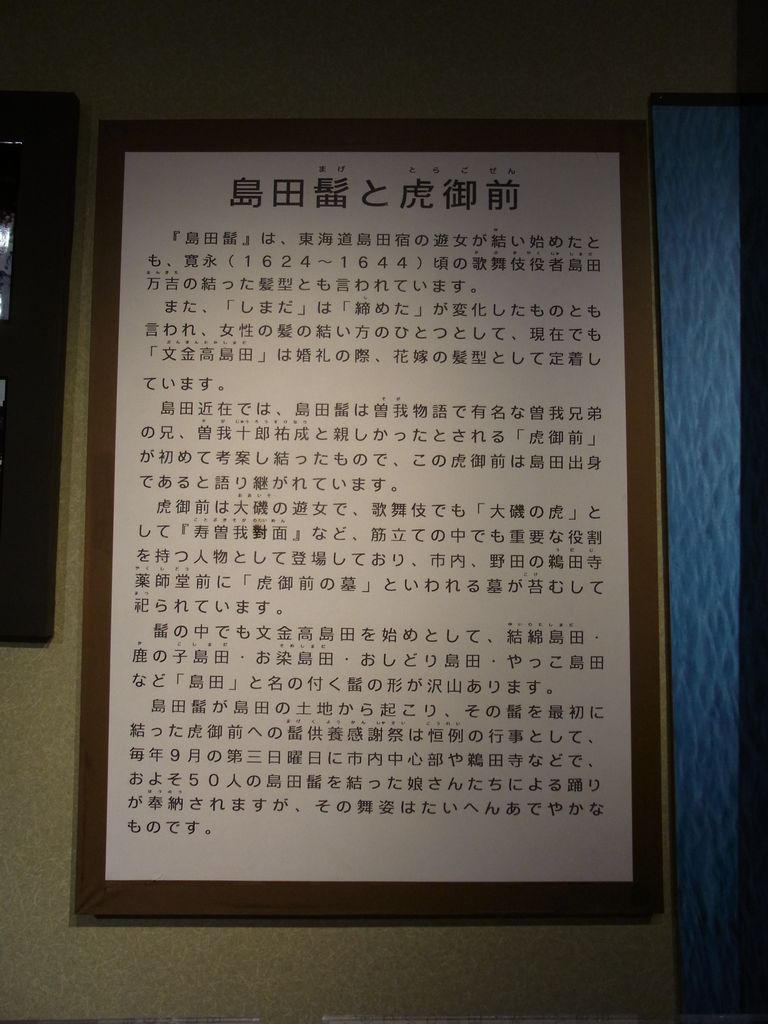 島田髷と虎御前
『島田髷』は、東海道島田宿の遊女が結い始めたと
も、寛永（１６２４～１６４４）頃の歌舞伎役者島田
万吉の結った髪型とも言われています。
また、「しまだ」は「締めた」が変化したものとも
言われ、女性の髪の結い方のひとつとして、現在でも
「文金高島田」は婚礼の際、花嫁の髪型として定着し
ています。
島田近在では、島田髷は曽我物語で有名な曽我兄弟
の兄、曽我十郎祐成と親しかったとされる「虎御前」
が初めて考案し結ったもので、この虎御前は島田出身
であると語り継がれています。
虎御前は大磯の遊女で、歌舞伎でも「大磯の虎」と
して『寿曽我對面』など、筋立ての中でも重要な役割
を持つ人物として登場しており、市内、野田の鵜田寺
薬師堂前に「虎御前の墓」といわれる墓が苔むして
祀られています。
髷の中でも文金高島田を始めとして、結綿島田・
鹿の子島田・お染島田・おしどり島田・やっこ島田
など「島田」と名の付く髷の形が沢山あります。
島田髷が島田の土地から起こり、その髷を最初に
結った虎御前への髷供養感謝祭は恒例の行事として、
毎年９月の第三日曜日に市内中心部や鵜田寺などで、
およそ５０人の島田髷を結った娘さんたちによる踊り
が奉納されますが、その舞姿はたいへんあでやかな
ものです。